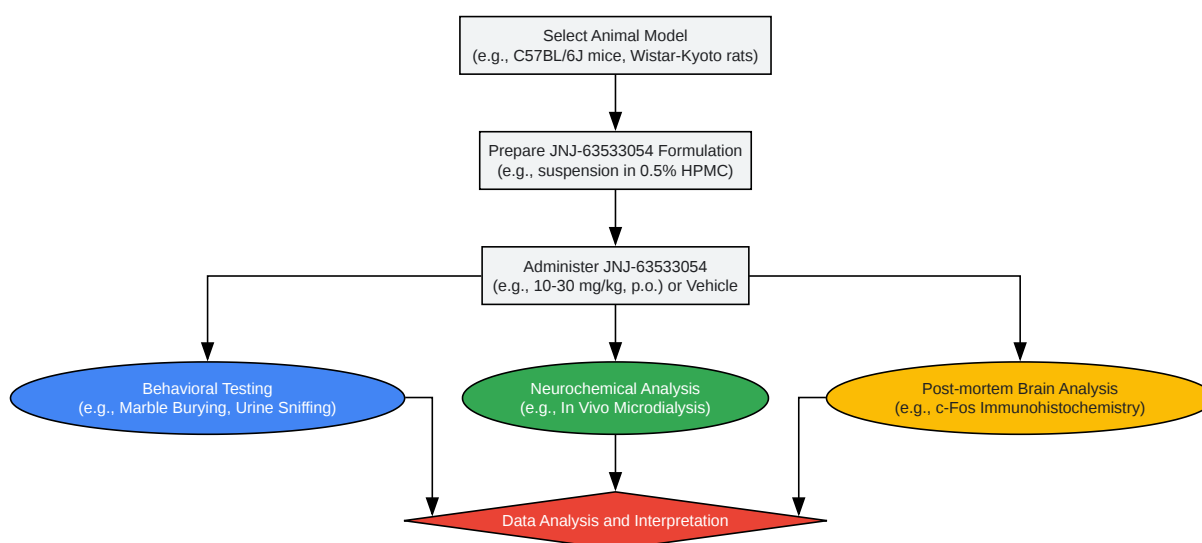 Select Animal Model
(e.g., C57BL/6J mice, Wistar-Kyoto rats)
Prepare JNJ-63533054 Formulation
(e.g., suspension in 0.5% HPMC)
Administer JNJ-63533054
(e.g., 10-30 mg/kg, p.o.) or Vehicle
Behavioral Testing
(e.g., Marble Burying, Urine Sniffing)
Neurochemical Analysis
(e.g., In Vivo Microdialysis)
Post-mortem Brain Analysis
(e.g., c-Fos Immunohistochemistry)
Data Analysis and Interpretation